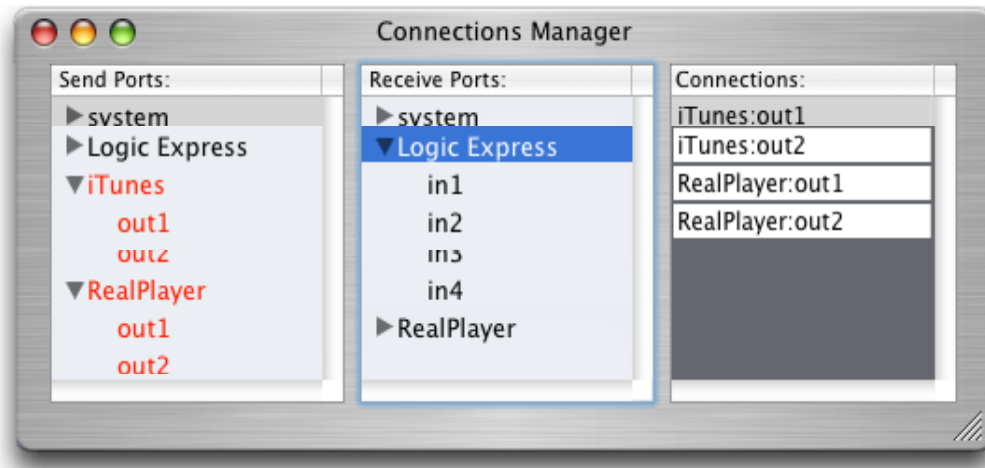 Connections Manager
Send Ports:
system
Logic Express
iTunes
out1
out2
RealPlayer
out1
out2
Receive Ports:
system
Logic Express
in1
in2
in3
in4
RealPlayer
Connections:
iTunes:out1
iTunes:out2
RealPlayer:out1
RealPlayer:out2